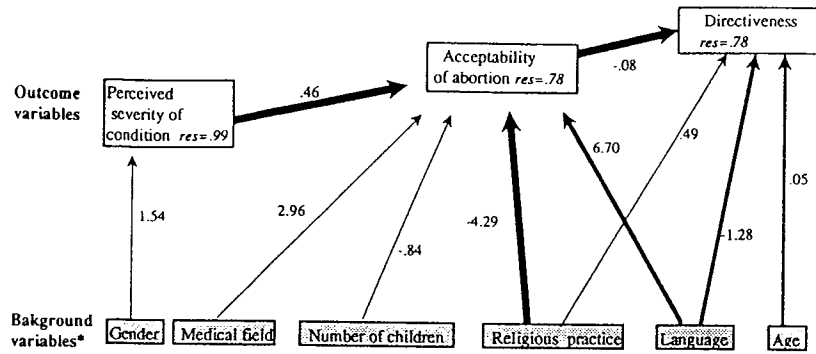 Directiveness
res=.78
Acceptability
of abortion res=.78
-.08
Outcome
variables
Perceived
severity of
condition res=.99
.46
6.70
.49
.05
1.54
2.96
-.84
-4.29
-1.28
Bakground
variables*
Gender
Medical field
Number of children
Religious practice
Language
Age